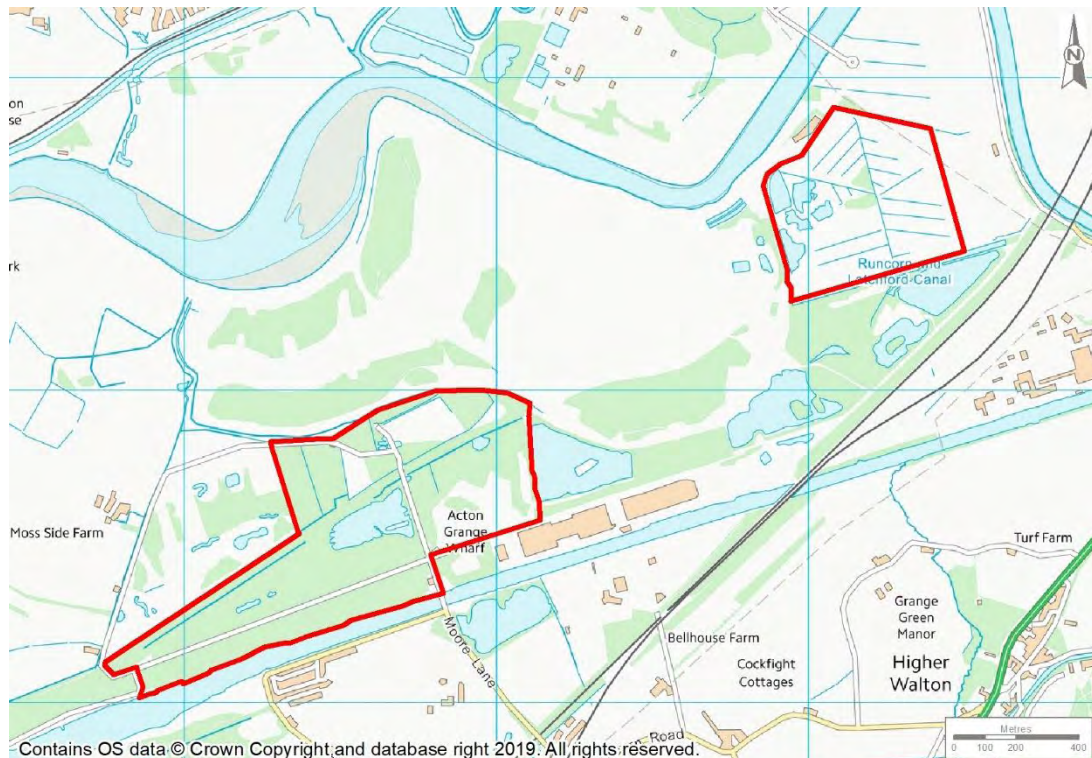 N
on
se
rk
Runcorn and
Latchford Canal
Moss Side Farm
Acton
Grange
Wharf
Turf Farm
Moore Lane
Bellhouse Farm
Grange
Green
Manor
Cockfight
Cottages
Higher
Walton
Road
Metres
0 100 200 400
Contains OS data © Crown Copyright and database right 2019. All rights reserved.